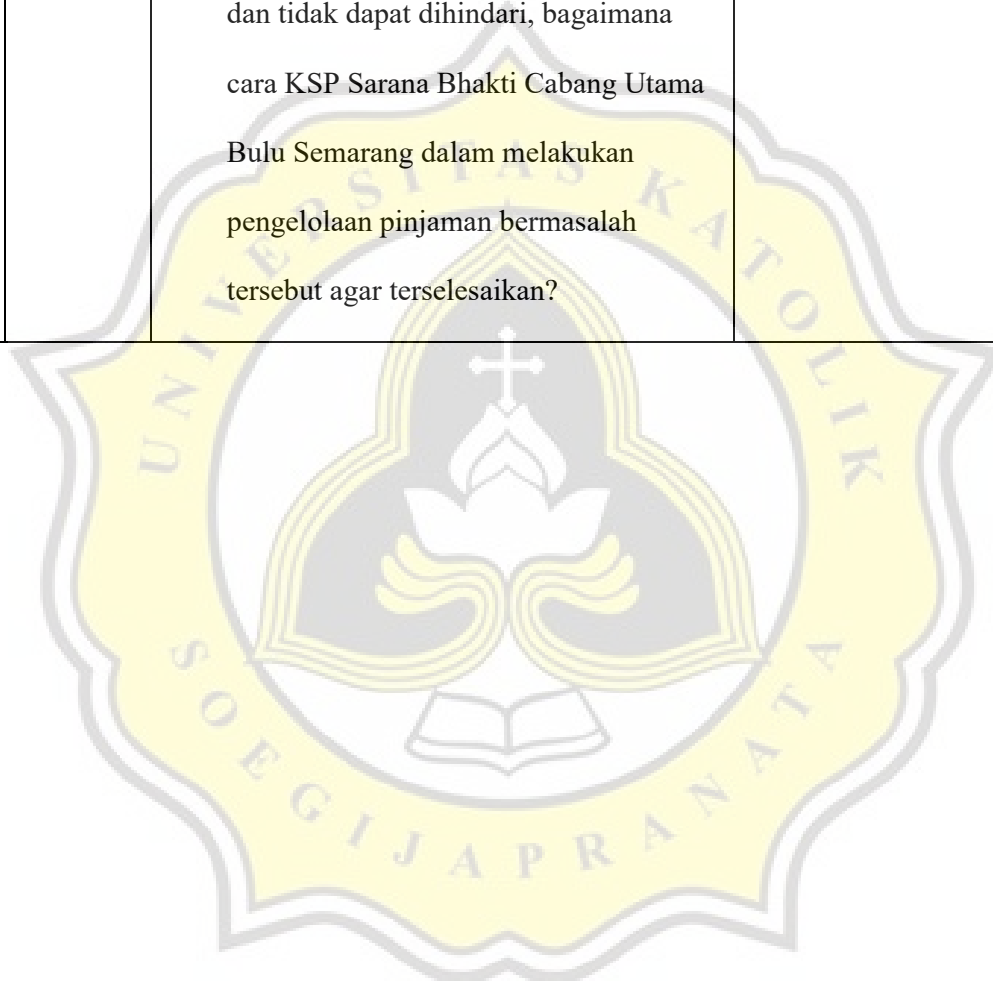 dan tidak dapat dihindari, bagaimana
cara KSP Sarana Bhakti Cabang Utama
Bulu Semarang dalam melakukan
pengelolaan pinjaman bermasalah
tersebut agar terselesaikan?
UNIVERSITAS KATOLIK
SOEGIJAPRANATA